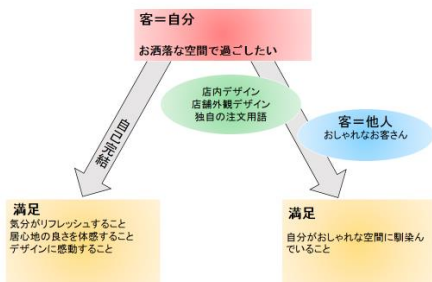 客＝自分
お洒落な空間で過ごしたい
店内デザイン
店舗外観デザイン
独自の注文用語
客＝他人
おしゃれなお客さん
自己完結
満足
気分がリフレッシュすること
居心地の良さを体感すること
デザインに感動すること
満足
自分がおしゃれな空間に馴染ん
でいること